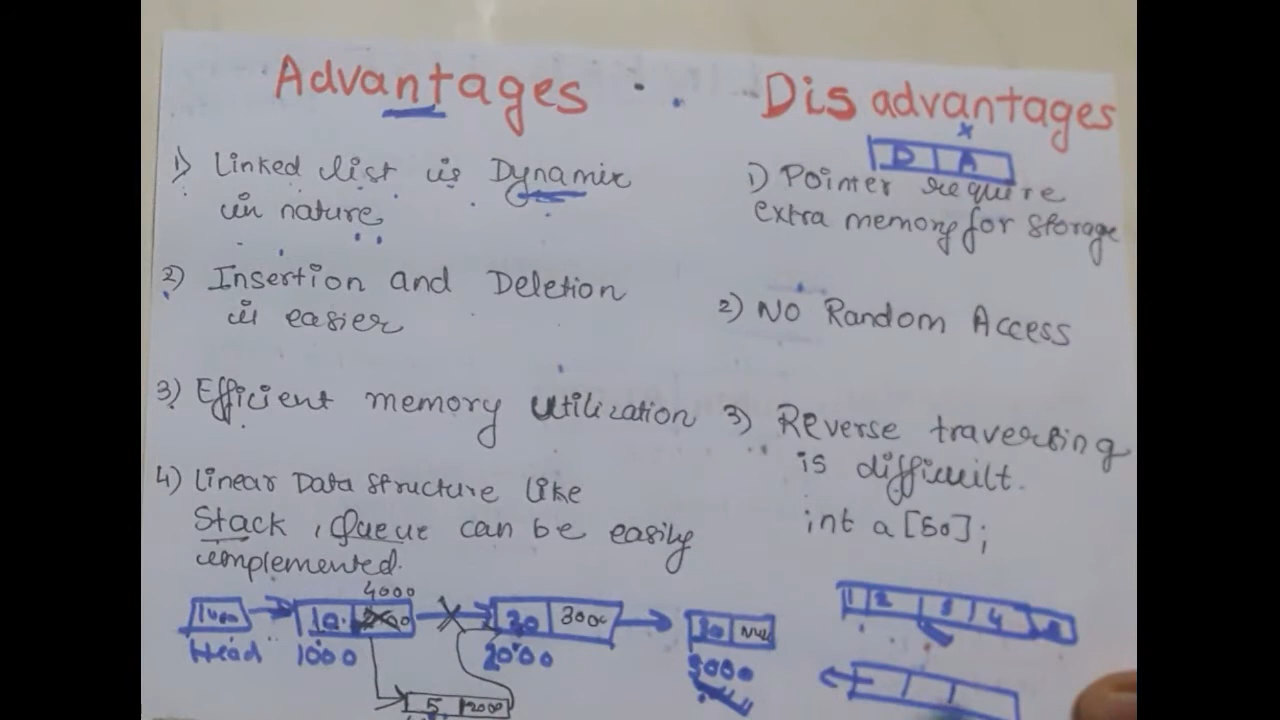 Advantages
1) Linked list is Dynamic
in nature
2) Insertion and Deletion
is easier
3) Efficient memory utilization
4) Linear Data structure like
Stack, Queue can be easily
implemented.
Disadvantages
D A
1) Pointer require
extra memory for storage
2) No Random Access
3) Reverse traversing
is difficuilt.
int a[50];
4000
10
1000
Head
20
2000
3000
5 2000
1 2 3 4